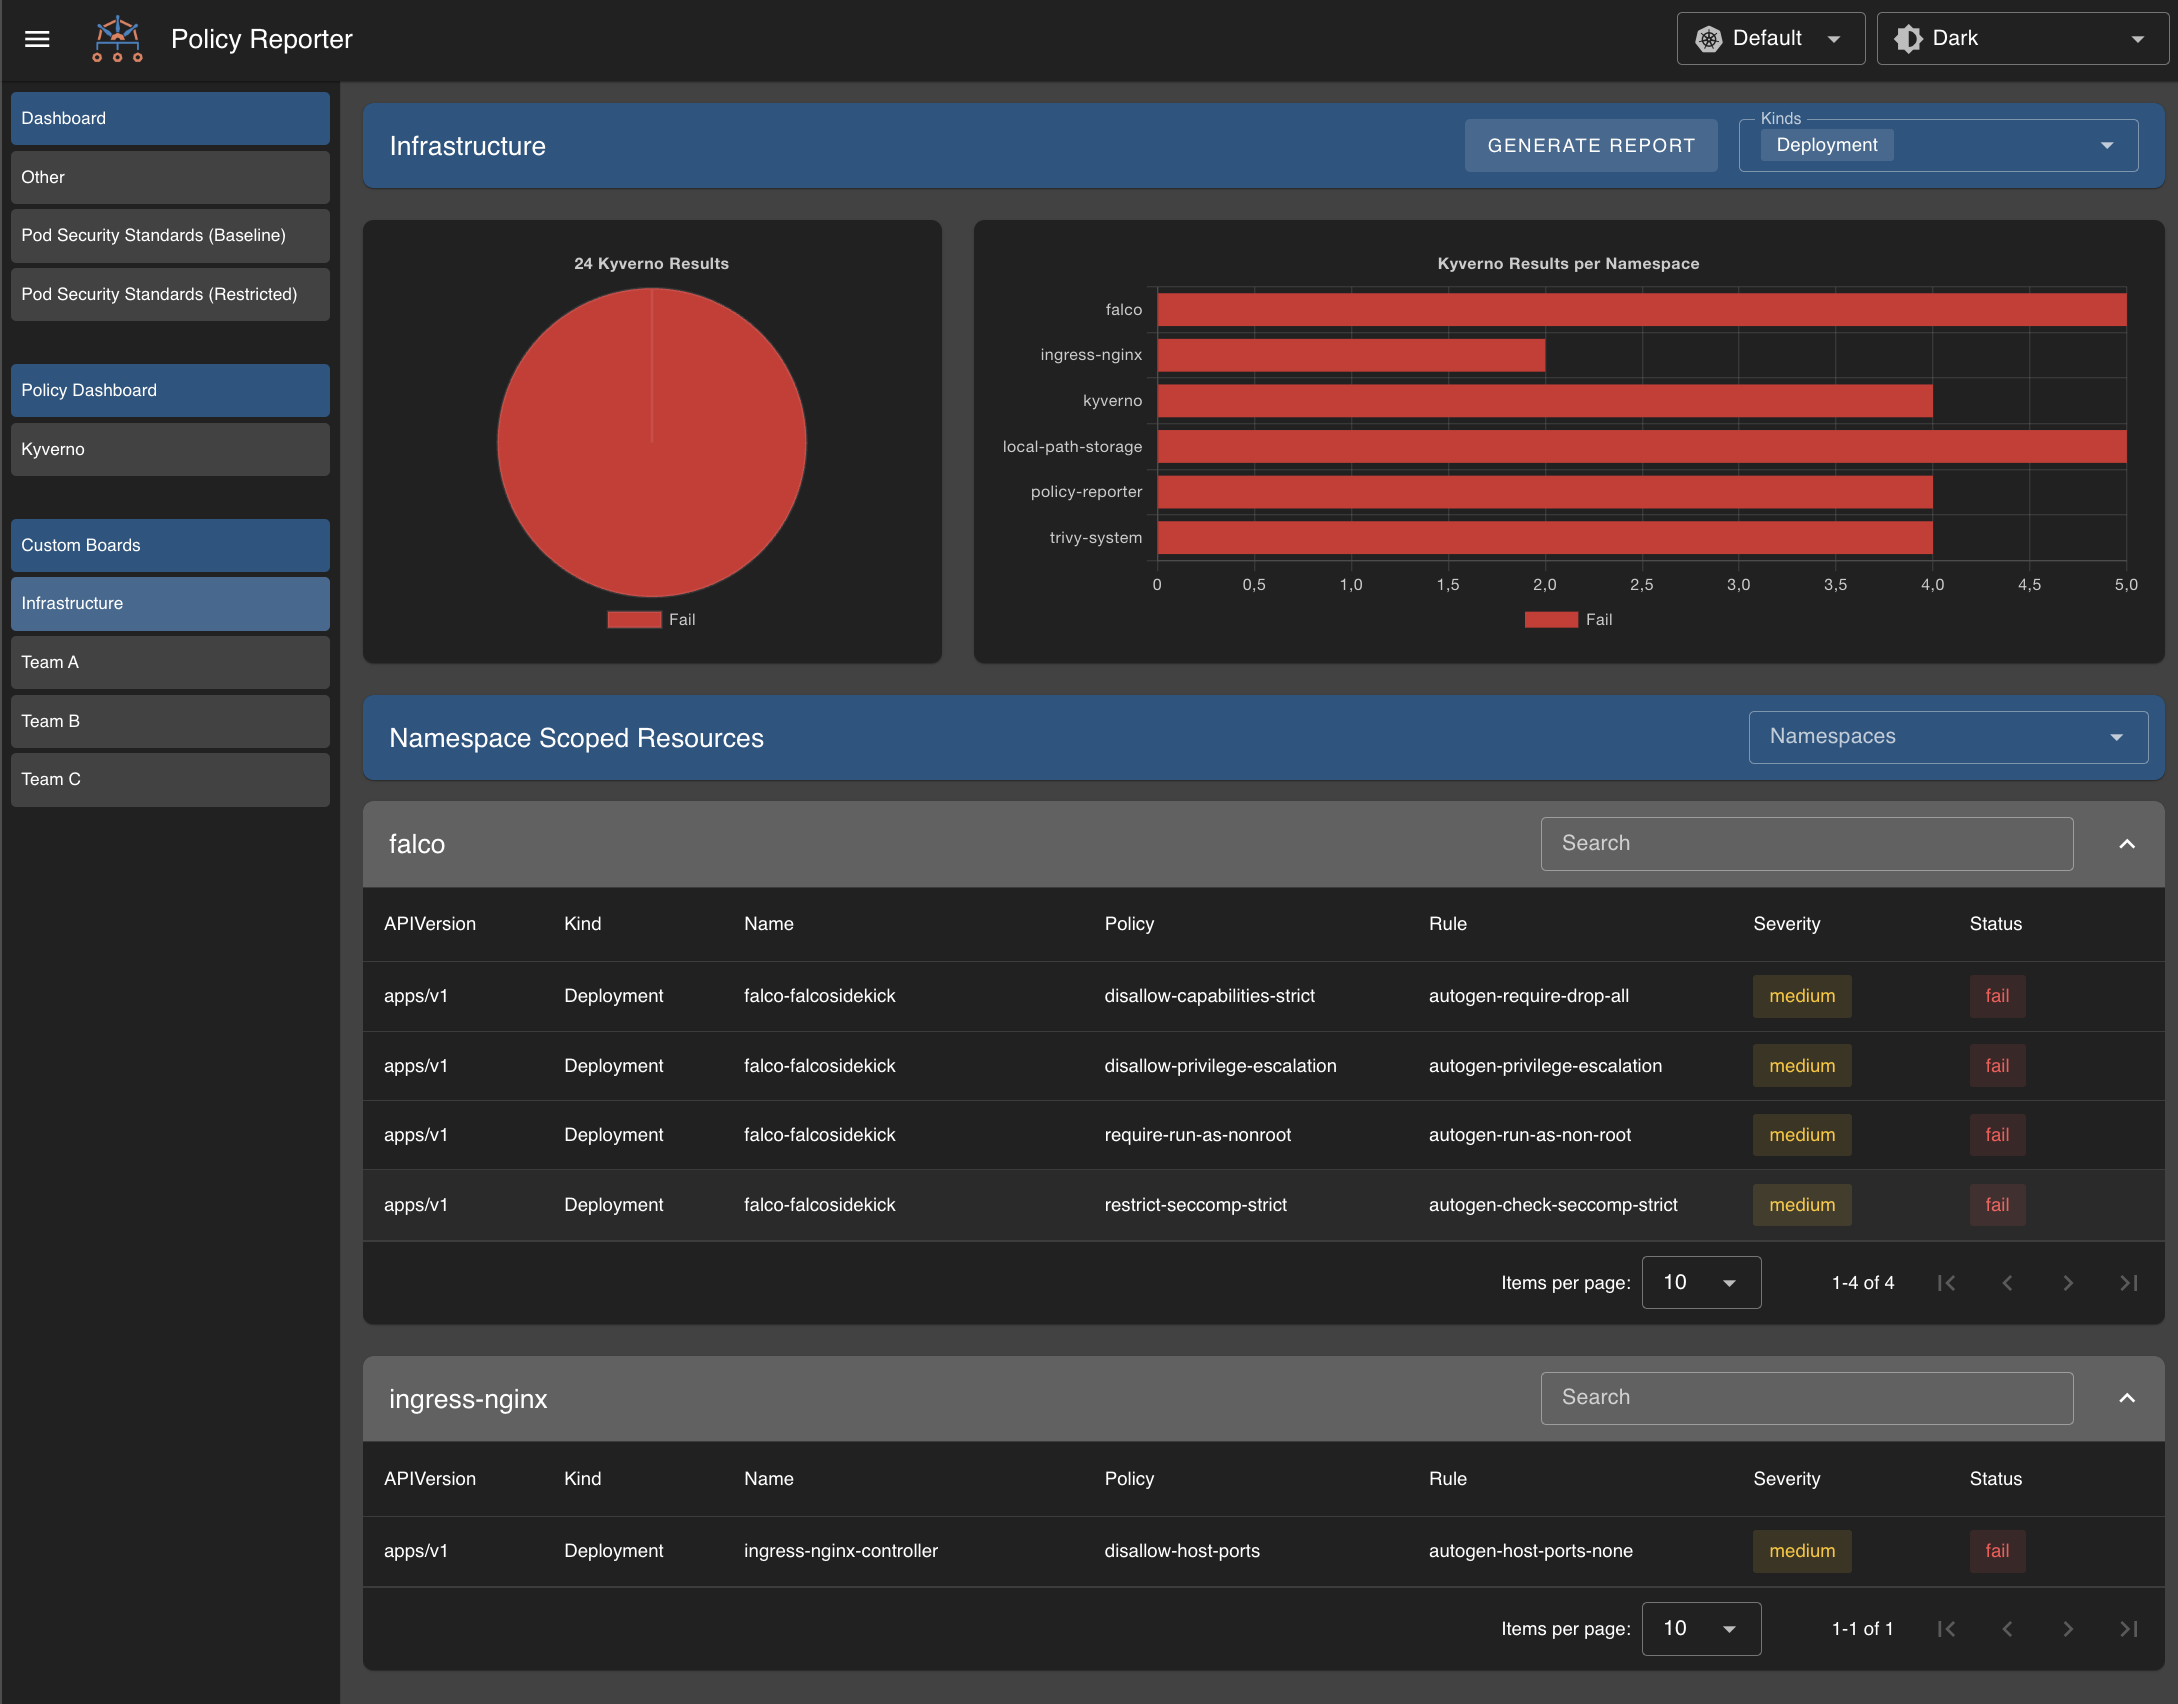 Policy Reporter
Default
Dark
Dashboard
Other
Pod Security Standards (Baseline)
Pod Security Standards (Restricted)
Policy Dashboard
Kyverno
Custom Boards
Infrastructure
Team A
Team B
Team C
Infrastructure
GENERATE REPORT
Kinds
Deployment
24 Kyverno Results
Fail
Kyverno Results per Namespace
falco
ingress-nginx
kyverno
local-path-storage
policy-reporter
trivy-system
0 0,5 1,0 1,5 2,0 2,5 3,0 3,5 4,0 4,5 5,0
Fail
Namespace Scoped Resources
Namespaces
falco
Search
APIVersion Kind Name Policy Rule Severity Status
apps/v1 Deployment falco-falcosidekick disallow-capabilities-strict autogen-require-drop-all medium fail
apps/v1 Deployment falco-falcosidekick disallow-privilege-escalation autogen-privilege-escalation medium fail
apps/v1 Deployment falco-falcosidekick require-run-as-nonroot autogen-run-as-non-root medium fail
apps/v1 Deployment falco-falcosidekick restrict-seccomp-strict autogen-check-seccomp-strict medium fail
Items per page: 10 1-4 of 4
ingress-nginx
Search
APIVersion Kind Name Policy Rule Severity Status
apps/v1 Deployment ingress-nginx-controller disallow-host-ports autogen-host-ports-none medium fail
Items per page: 10 1-1 of 1